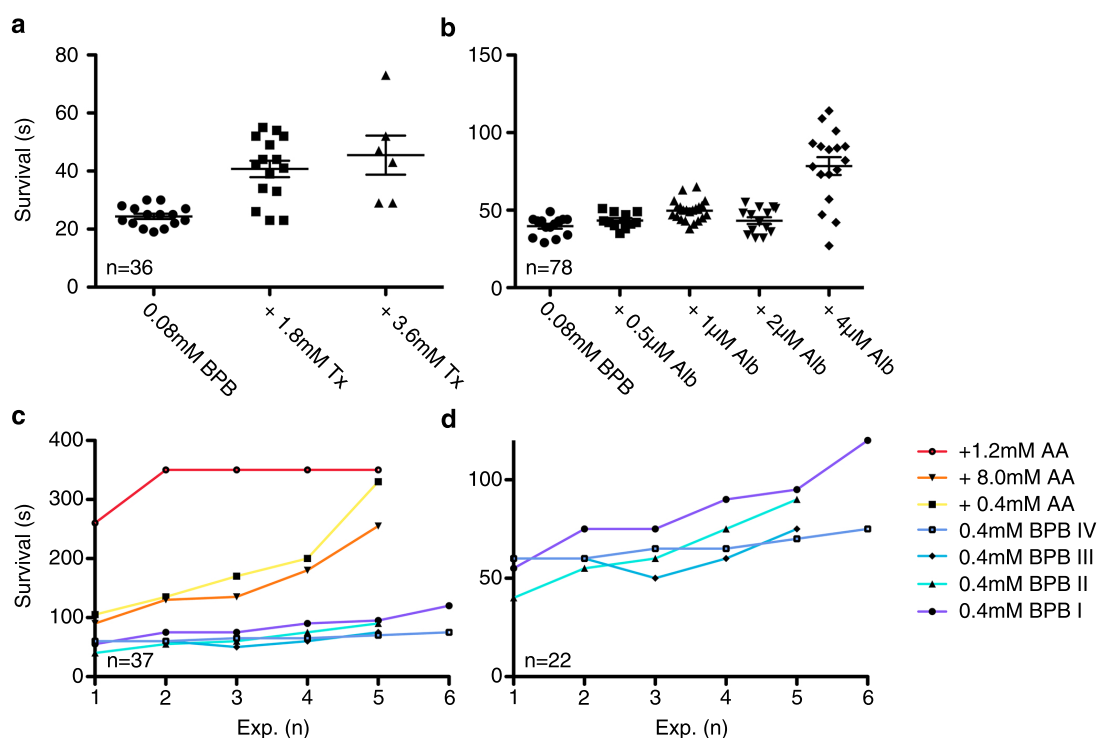 a
80
60
40
20
0
Survival (s)
n=36
0.08mM BPB
+ 1.8mM Tx
+ 3.6mM Tx
b
150
100
50
0
n=78
0.08mM BPB
+ 0.5µM Alb
+ 1µM Alb
+ 2µM Alb
+ 4µM Alb
c
400
300
200
100
0
Survival (s)
n=37
1 2 3 4 5 6
Exp. (n)
d
100
50
0
n=22
1 2 3 4 5 6
Exp. (n)
+1.2mM AA
+ 8.0mM AA
+ 0.4mM AA
0.4mM BPB IV
0.4mM BPB III
0.4mM BPB II
0.4mM BPB I